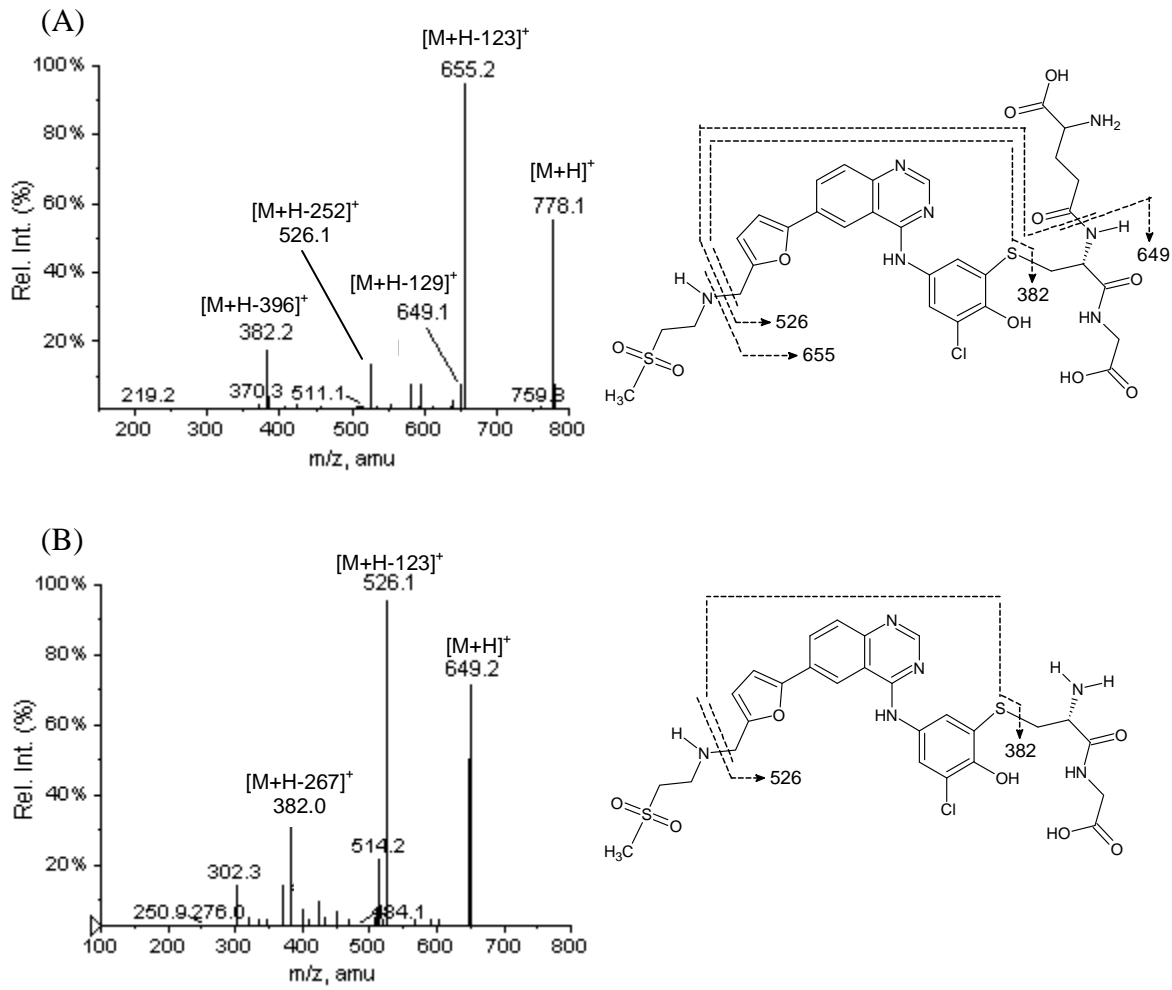 (A)
[M+H-123]+
655.2
[M+H]+
778.1
[M+H-252]+
526.1
[M+H-129]+
649.1
[M+H-396]+
382.2
219.2
370.3
511.1
759.3
100%
80%
60%
40%
20%
Rel. Int. (%)
200 300 400 500 600 700 800
m/z, amu
OH
O
NH2
N
N
O
N-H
649
S
382
O
HN
OH
Cl
HN
O
HO
O
H
N
526
655
O
S
O
H3C
(B)
[M+H-123]+
526.1
[M+H]+
649.2
[M+H-267]+
382.0
514.2
302.3
250.9
276.0
484.1
100%
80%
60%
40%
20%
Rel. Int. (%)
100 200 300 400 500 600 700 800
m/z, amu
N
N
H
N-H
S
382
O
HN
OH
Cl
HN
O
HO
O
H
N
526
O
S
O
H3C